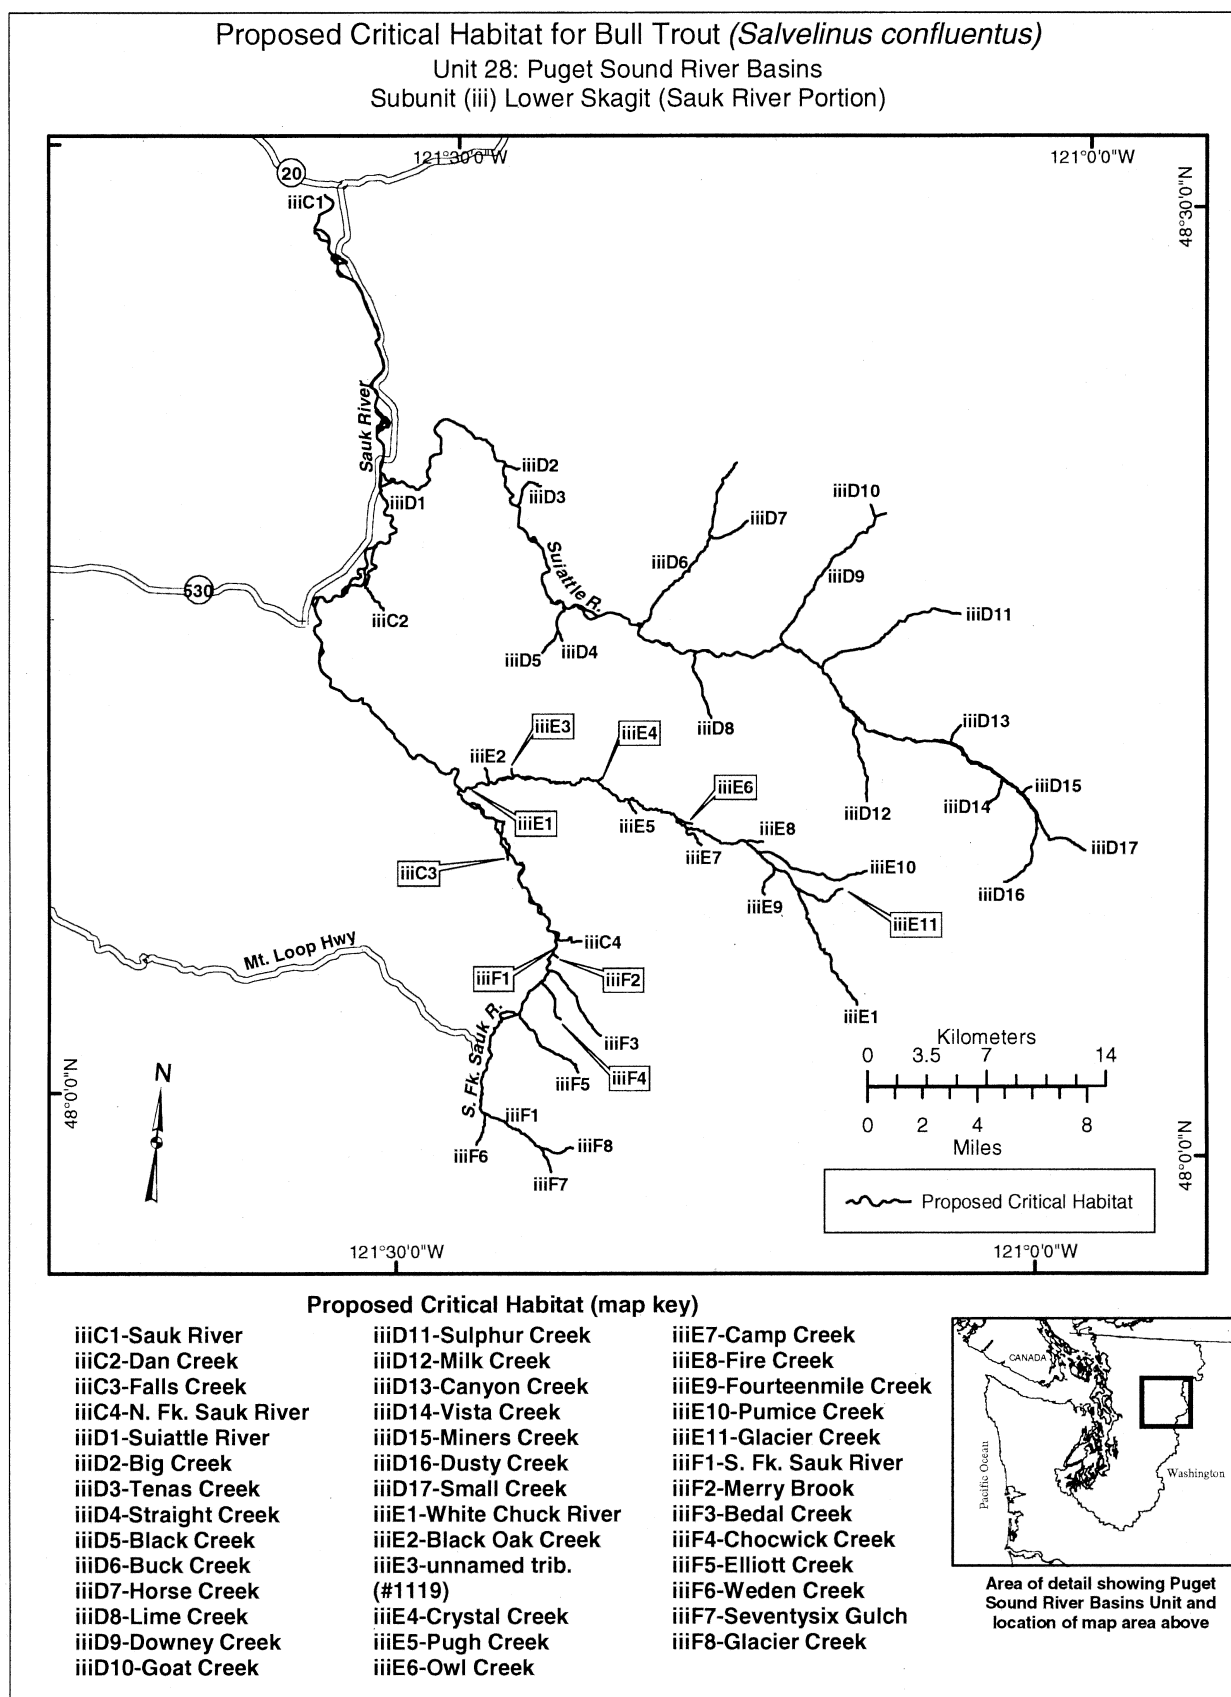 Proposed Critical Habitat for Bull Trout (Salvelinus confluentus)
Unit 28: Puget Sound River Basins
Subunit (iii) Lower Skagit (Sauk River Portion)
121°30'0"W
121°0'0"W
20
iiiC1
48°30'0"N
Sauk River
iiiD2
iiiD1
iiiD3
iiiD10
iiiD7
Suiattle R.
iiiD6
iiiD9
530
iiiC2
iiiD11
iiiD5
iiiD4
iiiD8
iiiD13
iiiE3
iiiE4
iiiE2
iiiE6
iiiD15
iiiD14
iiiE1
iiiE5
iiiE8
iiiD12
iiiE7
iiiD17
iiiC3
iiiE10
iiiE9
iiiD16
iiiE11
Mt. Loop Hwy
iiiC4
iiiF1
iiiF2
S. Fk. Sauk R.
iiiE1
iiiF3
iiiF4
iiiF5
Kilometers
0 3.5 7 14
0 2 4 8
Miles
N
48°0'0"N
iiiF1
iiiF6
iiiF8
iiiF7
48°0'0"N
Proposed Critical Habitat
121°30'0"W
121°0'0"W
Proposed Critical Habitat (map key)
iiiC1-Sauk River
iiiC2-Dan Creek
iiiC3-Falls Creek
iiiC4-N. Fk. Sauk River
iiiD1-Suiattle River
iiiD2-Big Creek
iiiD3-Tenas Creek
iiiD4-Straight Creek
iiiD5-Black Creek
iiiD6-Buck Creek
iiiD7-Horse Creek
iiiD8-Lime Creek
iiiD9-Downey Creek
iiiD10-Goat Creek
iiiD11-Sulphur Creek
iiiD12-Milk Creek
iiiD13-Canyon Creek
iiiD14-Vista Creek
iiiD15-Miners Creek
iiiD16-Dusty Creek
iiiD17-Small Creek
iiiE1-White Chuck River
iiiE2-Black Oak Creek
iiiE3-unnamed trib.
(#1119)
iiiE4-Crystal Creek
iiiE5-Pugh Creek
iiiE6-Owl Creek
iiiE7-Camp Creek
iiiE8-Fire Creek
iiiE9-Fourteenmile Creek
iiiE10-Pumice Creek
iiiE11-Glacier Creek
iiiF1-S. Fk. Sauk River
iiiF2-Merry Brook
iiiF3-Bedal Creek
iiiF4-Chocwick Creek
iiiF5-Elliott Creek
iiiF6-Weden Creek
iiiF7-Seventysix Gulch
iiiF8-Glacier Creek
CANADA
Pacific Ocean
Washington
Area of detail showing Puget
Sound River Basins Unit and
location of map area above